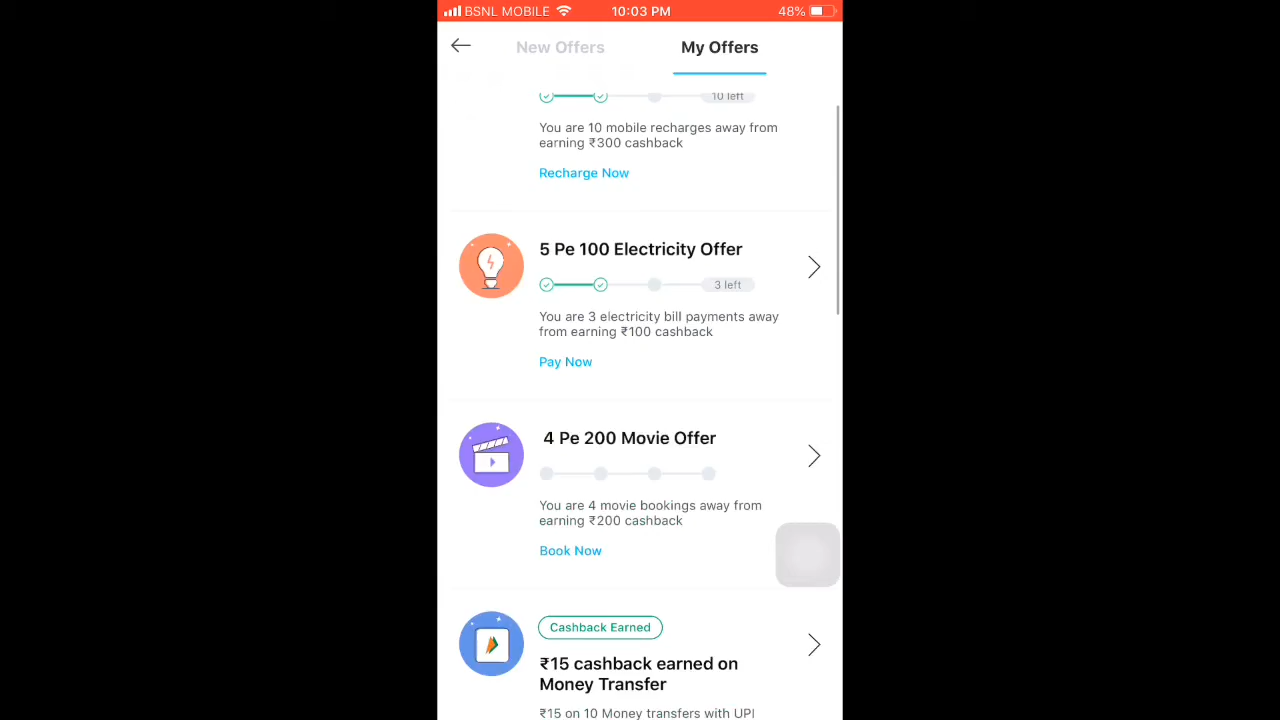 BSNL MOBILE 10:03 PM 48%
New Offers My Offers
10 left
You are 10 mobile recharges away from
earning ₹300 cashback
Recharge Now
5 Pe 100 Electricity Offer
3 left
You are 3 electricity bill payments away
from earning ₹100 cashback
Pay Now
4 Pe 200 Movie Offer
You are 4 movie bookings away from
earning ₹200 cashback
Book Now
Cashback Earned
₹15 cashback earned on
Money Transfer
₹15 on 10 Money transfers with UPI